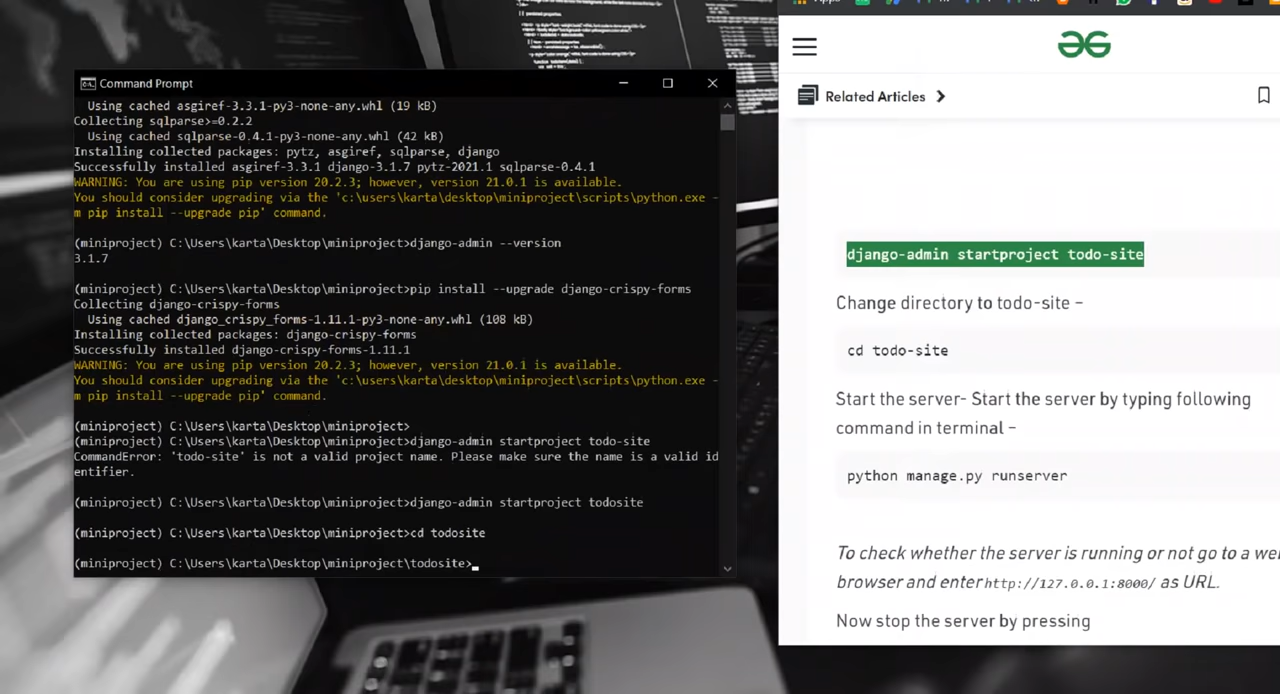 Command Prompt
Using cached asgiref-3.3.1-py3-none-any.whl (19 kB)
Collecting sqlparse>=0.2.2
Using cached sqlparse-0.4.1-py3-none-any.whl (42 kB)
Installing collected packages: pytz, asgiref, sqlparse, django
Successfully installed asgiref-3.3.1 django-3.1.7 pytz-2021.1 sqlparse-0.4.1
WARNING: You are using pip version 20.2.3; however, version 21.0.1 is available.
You should consider upgrading via the 'c:\users\karta\desktop\miniproject\scripts\python.exe -
m pip install --upgrade pip' command.
(miniproject) C:\Users\karta\Desktop\miniproject>django-admin --version
3.1.7
(miniproject) C:\Users\karta\Desktop\miniproject>pip install --upgrade django-crispy-forms
Collecting django-crispy-forms
Using cached django_crispy_forms-1.11.1-py3-none-any.whl (108 kB)
Installing collected packages: django-crispy-forms
Successfully installed django-crispy-forms-1.11.1
WARNING: You are using pip version 20.2.3; however, version 21.0.1 is available.
You should consider upgrading via the 'c:\users\karta\desktop\miniproject\scripts\python.exe -
m pip install --upgrade pip' command.
(miniproject) C:\Users\karta\Desktop\miniproject>
(miniproject) C:\Users\karta\Desktop\miniproject>django-admin startproject todo-site
CommandError: 'todo-site' is not a valid project name. Please make sure the name is a valid id
entifier.
(miniproject) C:\Users\karta\Desktop\miniproject>django-admin startproject todosite
(miniproject) C:\Users\karta\Desktop\miniproject>cd todosite
(miniproject) C:\Users\karta\Desktop\miniproject\todosite>
Related Articles
django-admin startproject todo-site
Change directory to todo-site –
cd todo-site
Start the server- Start the server by typing following
command in terminal –
python manage.py runserver
To check whether the server is running or not go to a we
browser and enter http://127.0.0.1:8000/ as URL.
Now stop the server by pressing